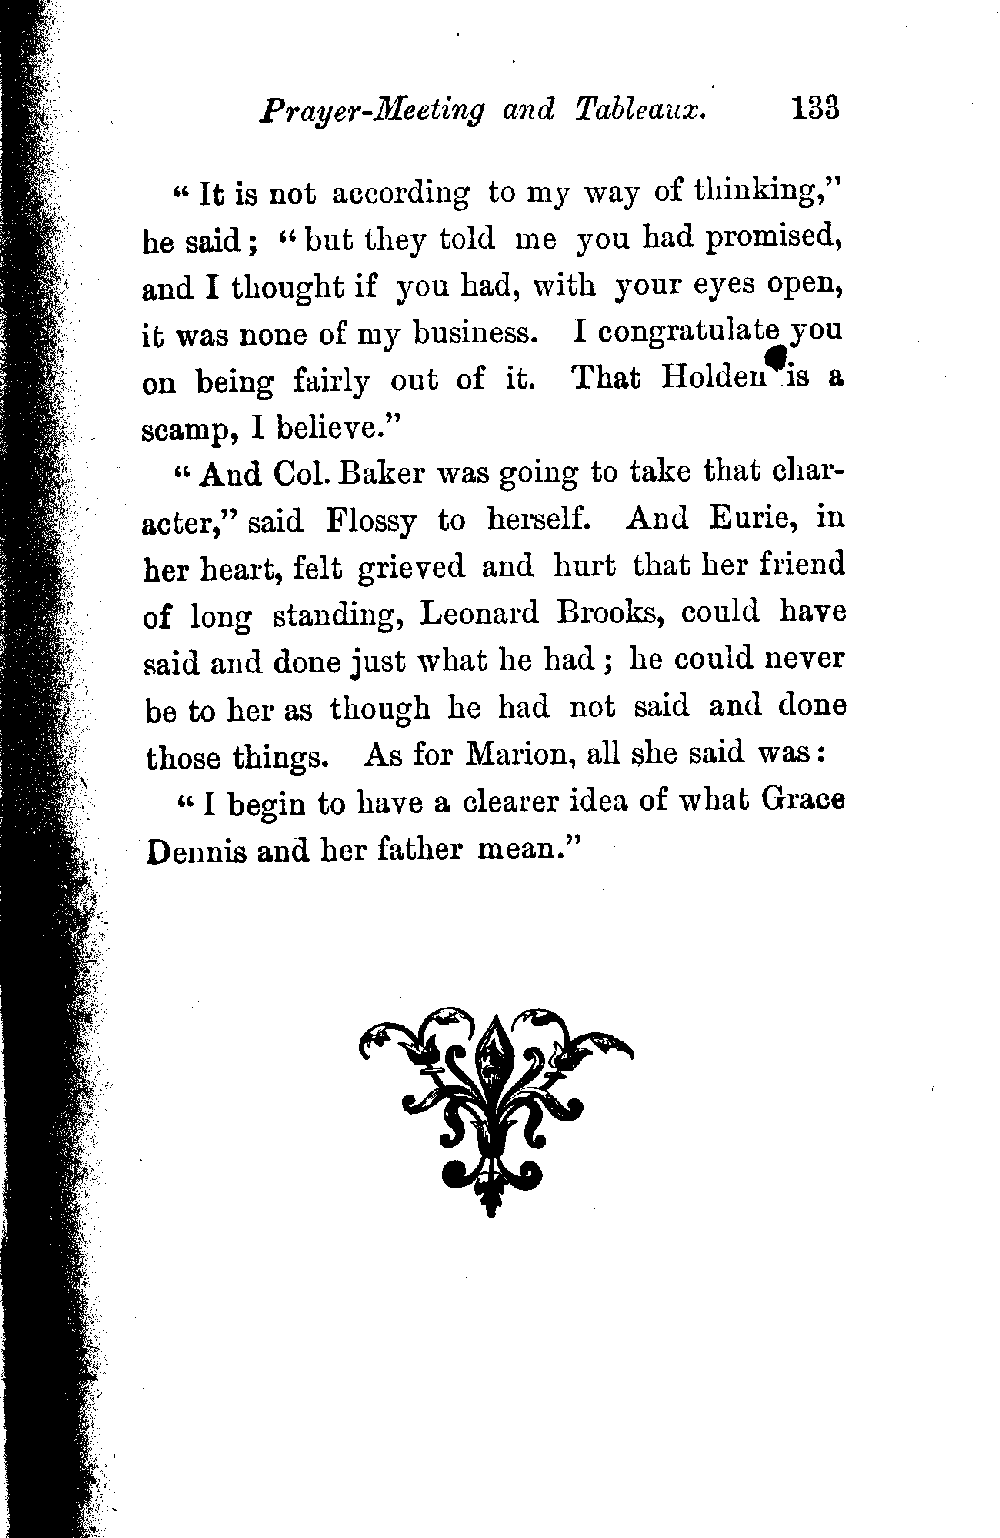 Prayer-Meeting and Tableaux. 133
“ It is not according to my way of thinking,”
he said ; “ but they told me you had promised,
and I thought if you had, with your eyes open,
it was none of my business. I congratulate you
on being fairly out of it. That Holden is a
scamp, I believe.”
“ And Col. Baker was going to take that char-
acter,” said Flossy to herself. And Eurie, in
her heart, felt grieved and hurt that her friend
of long standing, Leonard Brooks, could have
said and done just what he had ; he could never
be to her as though he had not said and done
those things. As for Marion, all she said was :
“ I begin to have a clearer idea of what Grace
Dennis and her father mean.”